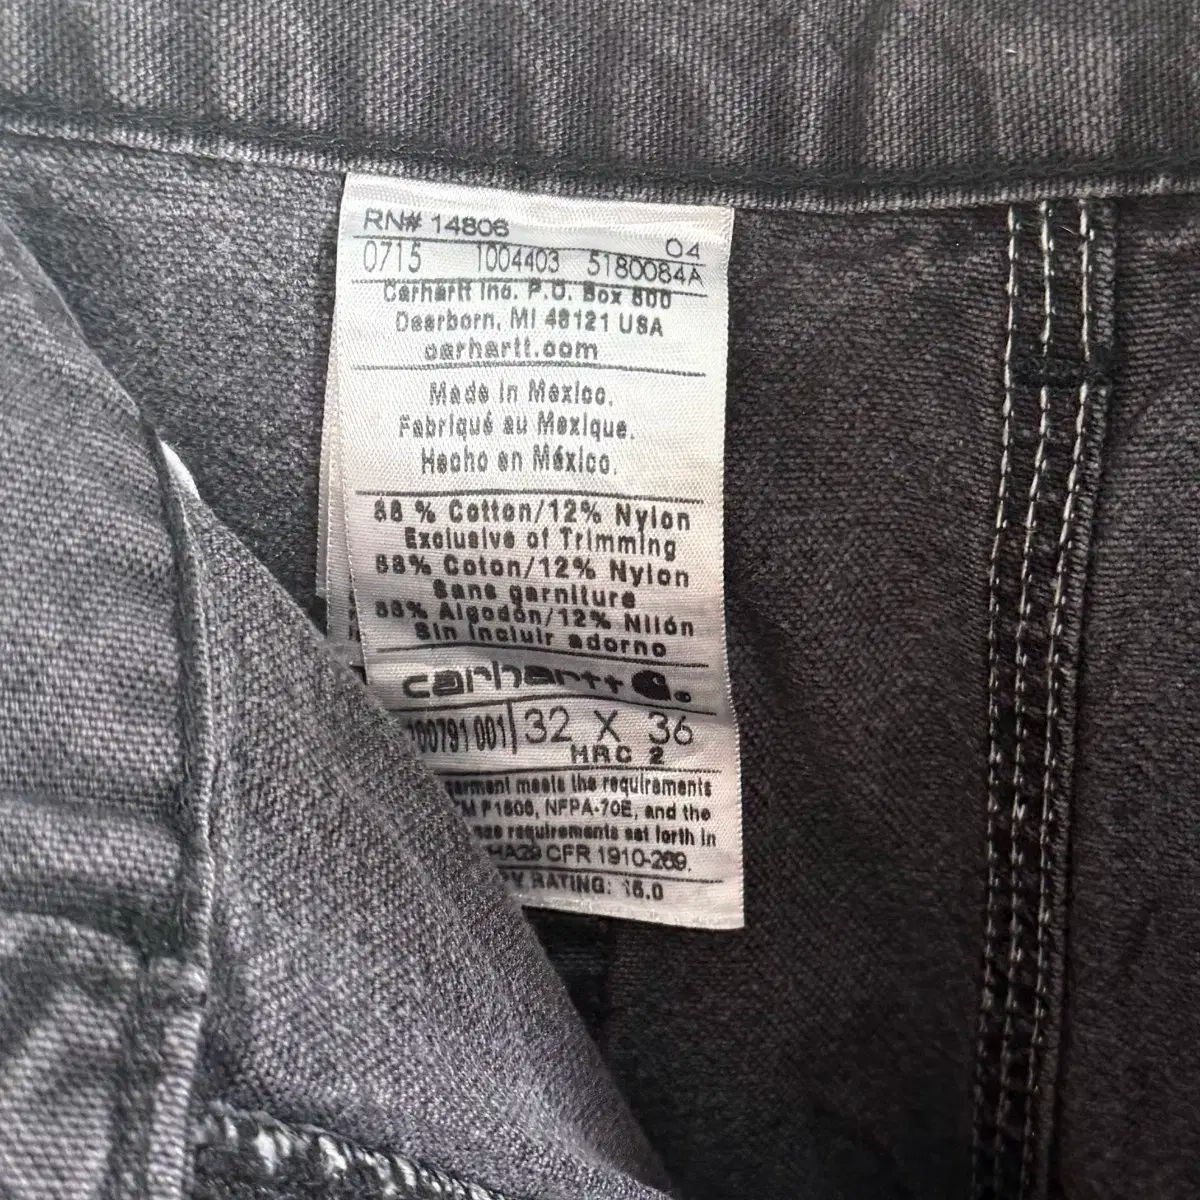 RN# 14806
04
0715 1004403 5180084A
Carhartt Inc. P.O. Box 600
Dearborn, MI 48121 USA
carhartt.com
Made in Mexico.
Fabriqué au Mexique.
Hecho en México.
88 % Cotton/12% Nylon
Exclusive of Trimming
88% Coton/12% Nylon
Sans garniture
88% Algodón/12% Nilón
Sin incluir adorno
carhartt
100791 001 32 X 36
HRC 2
meets the requirements
NFPA-70E, and the
requirements set forth in
CFR 1910-269.
RATING: 15.0